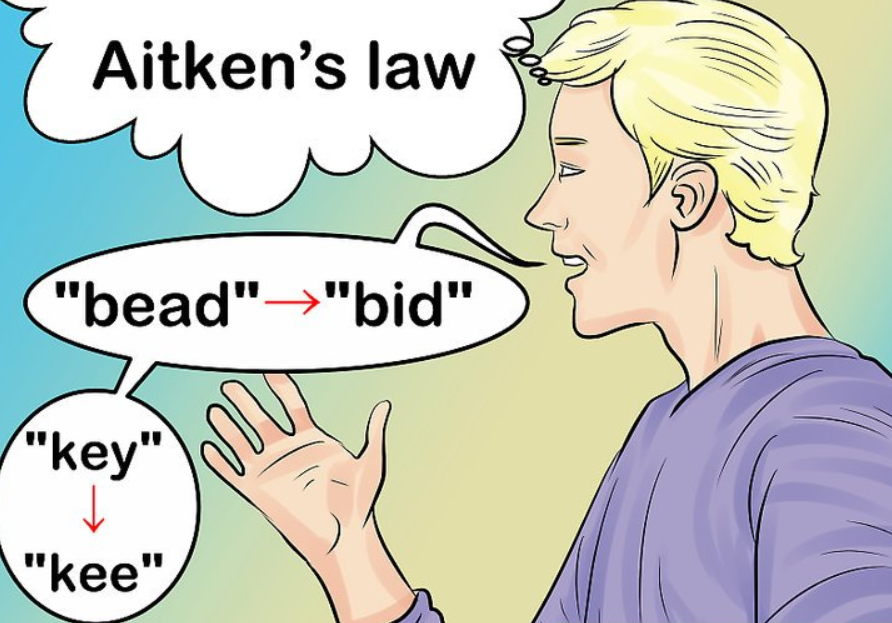 Aitken’s law
"bead"→"bid"
"key"
↓
"kee"